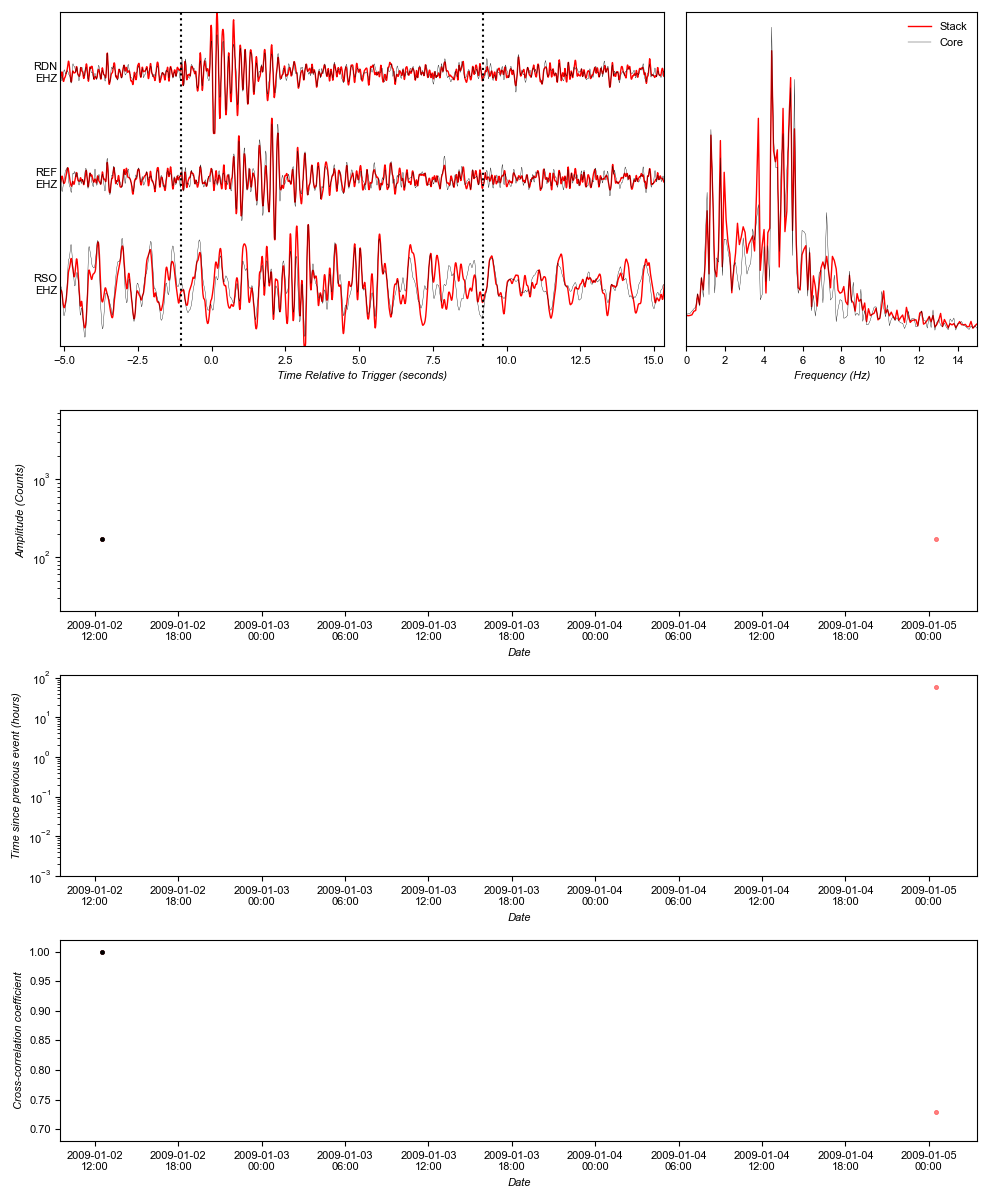 RDN
EHZ
REF
EHZ
RSO
EHZ
−5.0 −2.5 0.0 2.5 5.0 7.5 10.0 12.5 15.0
Time Relative to Trigger (seconds)
Stack
Core
0 2 4 6 8 10 12 14
Frequency (Hz)
Amplitude (Counts)
10³
10²
2009-01-02 2009-01-02 2009-01-03 2009-01-03 2009-01-03 2009-01-03 2009-01-04 2009-01-04 2009-01-04 2009-01-04 2009-01-05
12:00 18:00 00:00 06:00 12:00 18:00 00:00 06:00 12:00 18:00 00:00
Date
Time since previous event (hours)
10²
10¹
10⁰
10⁻¹
10⁻²
10⁻³
2009-01-02 2009-01-02 2009-01-03 2009-01-03 2009-01-03 2009-01-03 2009-01-04 2009-01-04 2009-01-04 2009-01-04 2009-01-05
12:00 18:00 00:00 06:00 12:00 18:00 00:00 06:00 12:00 18:00 00:00
Date
Cross-correlation coefficient
1.00
0.95
0.90
0.85
0.80
0.75
0.70
2009-01-02 2009-01-02 2009-01-03 2009-01-03 2009-01-03 2009-01-03 2009-01-04 2009-01-04 2009-01-04 2009-01-04 2009-01-05
12:00 18:00 00:00 06:00 12:00 18:00 00:00 06:00 12:00 18:00 00:00
Date